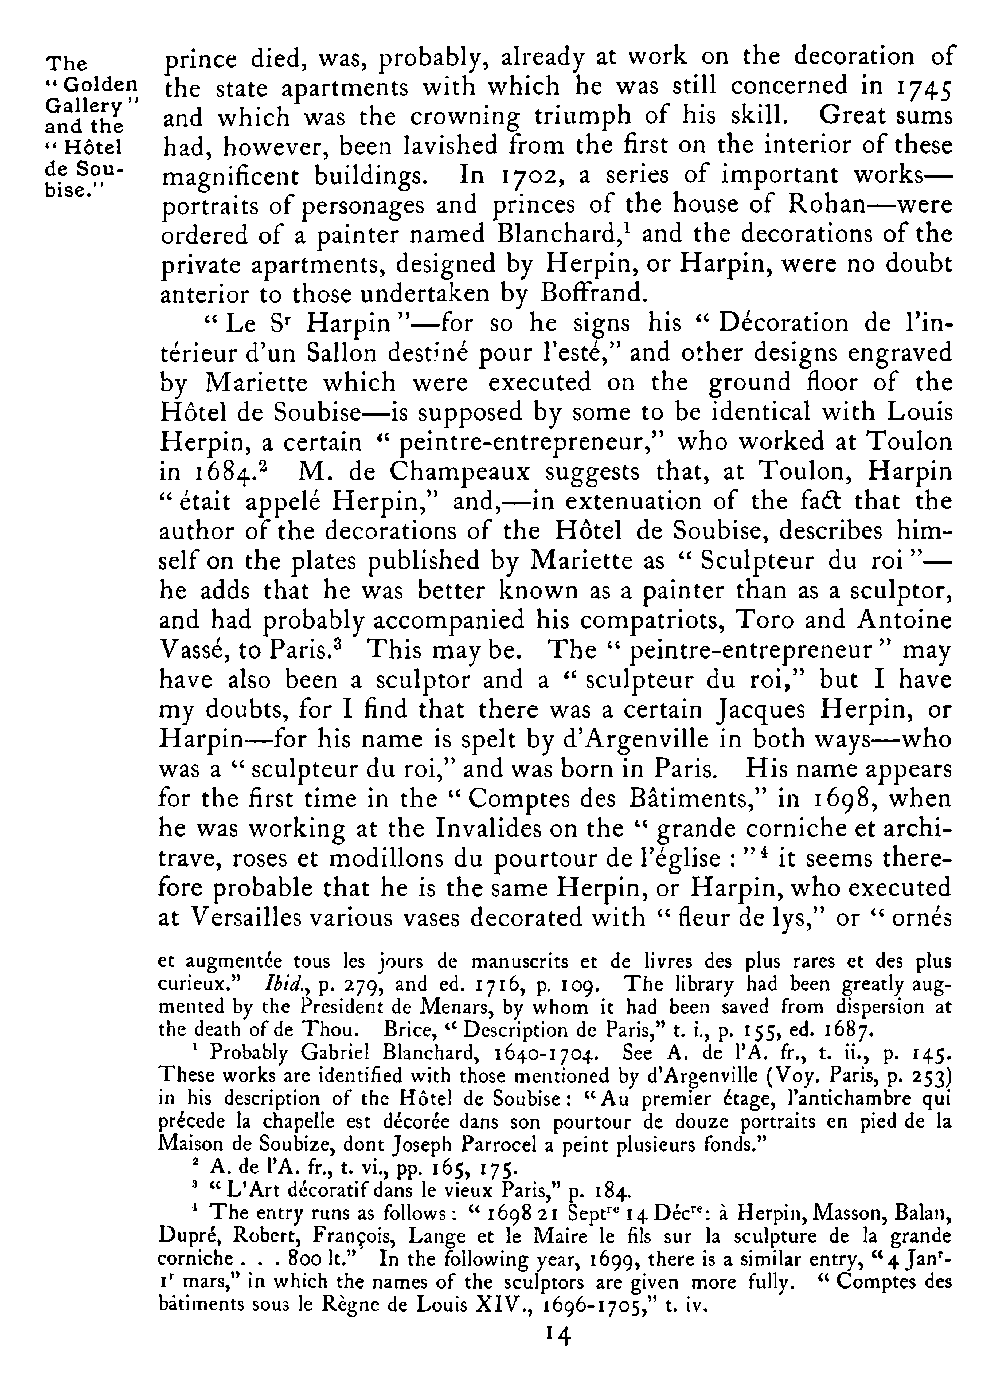 The
“ Golden
Gallery ”
and the
“ Hôtel
de Sou-
bise.”
prince died, was, probably, already at work on the decoration of
the state apartments with which he was still concerned in 1745
and which was the crowning triumph of his skill. Great sums
had, however, been lavished from the first on the interior of these
magnificent buildings. In 1702, a series of important works—
portraits of personages and princes of the house of Rohan—were
ordered of a painter named Blanchard,¹ and the decorations of the
private apartments, designed by Herpin, or Harpin, were no doubt
anterior to those undertaken by Boffrand.
“ Le Sʳ Harpin ”—for so he signs his “ Décoration de l'in-
térieur d'un Sallon destiné pour l'esté,” and other designs engraved
by Mariette which were executed on the ground floor of the
Hôtel de Soubise—is supposed by some to be identical with Louis
Herpin, a certain “ peintre-entrepreneur,” who worked at Toulon
in 1684.² M. de Champeaux suggests that, at Toulon, Harpin
“ était appelé Herpin,” and,—in extenuation of the fact that the
author of the decorations of the Hôtel de Soubise, describes him-
self on the plates published by Mariette as “ Sculpteur du roi ”—
he adds that he was better known as a painter than as a sculptor,
and had probably accompanied his compatriots, Toro and Antoine
Vassé, to Paris.³ This may be. The “ peintre-entrepreneur ” may
have also been a sculptor and a “ sculpteur du roi,” but I have
my doubts, for I find that there was a certain Jacques Herpin, or
Harpin—for his name is spelt by d'Argenville in both ways—who
was a “ sculpteur du roi,” and was born in Paris. His name appears
for the first time in the “ Comptes des Bâtiments,” in 1698, when
he was working at the Invalides on the “ grande corniche et archi-
trave, roses et modillons du pourtour de l'église : ”⁴ it seems there-
fore probable that he is the same Herpin, or Harpin, who executed
at Versailles various vases decorated with “ fleur de lys,” or “ ornés
et augmentée tous les jours de manuscrits et de livres des plus rares et des plus
curieux.” Ibid., p. 279, and ed. 1716, p. 109. The library had been greatly aug-
mented by the President de Menars, by whom it had been saved from dispersion at
the death of de Thou. Brice, “ Description de Paris,” t. i., p. 155, ed. 1687.
¹ Probably Gabriel Blanchard, 1640-1704. See A. de l'A. fr., t. ii., p. 145.
These works are identified with those mentioned by d'Argenville (Voy. Paris, p. 253)
in his description of the Hôtel de Soubise : “ Au premier étage, l'antichambre qui
précede la chapelle est décorée dans son pourtour de douze portraits en pied de la
Maison de Soubize, dont Joseph Parrocel a peint plusieurs fonds.”
² A. de l'A. fr., t. vi., pp. 165, 175.
³ “ L'Art décoratif dans le vieux Paris,” p. 184.
⁴ The entry runs as follows : “ 1698 21 Septʳᵉ 14 Décʳᵉ: à Herpin, Masson, Balan,
Dupré, Robert, François, Lange et le Maire le fils sur la sculpture de la grande
corniche . . . 800 lt.” In the following year, 1699, there is a similar entry, “ 4 Janʳ-
1ʳ mars,” in which the names of the sculptors are given more fully. “ Comptes des
bâtiments sous le Règne de Louis XIV., 1696-1705,” t. iv.
14